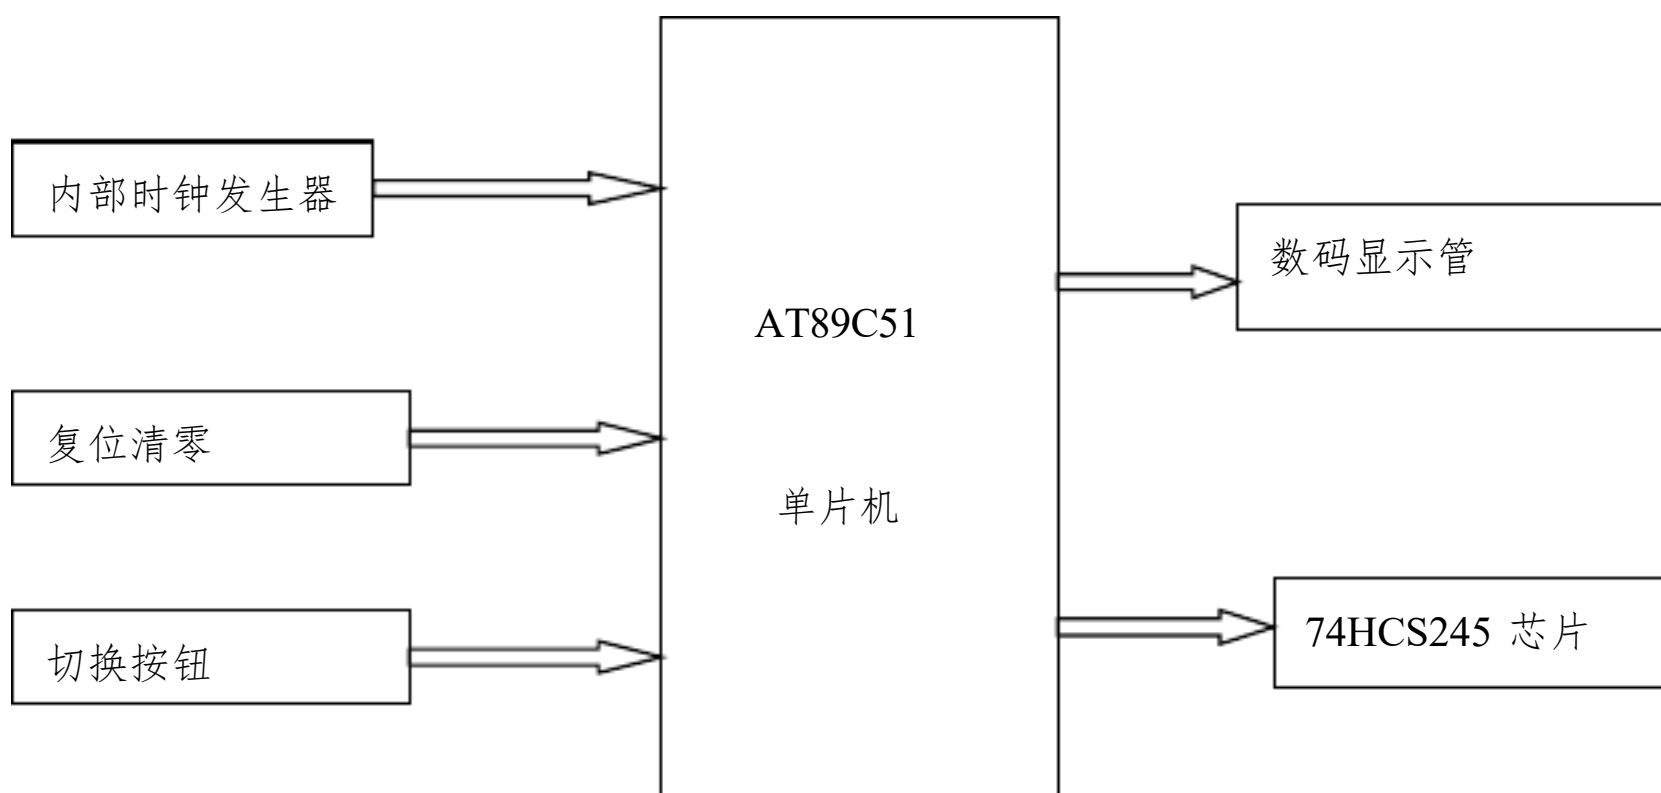 内部时钟发生器
复位清零
切换按钮
AT89C51
单片机
数码显示管
74HCS245 芯片